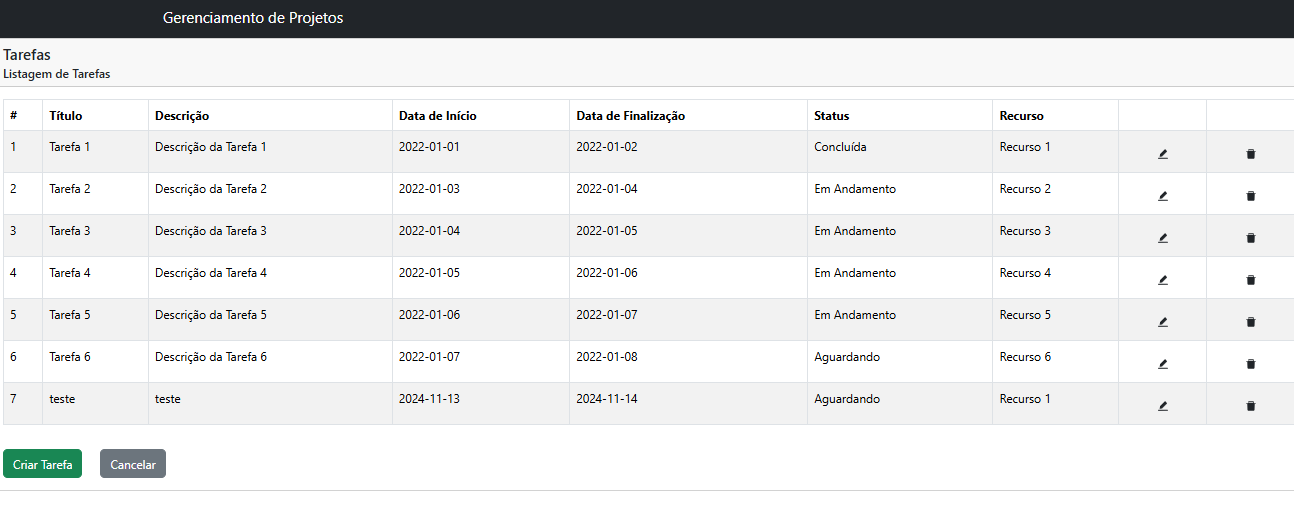 Gerenciamento de Projetos
Tarefas
Listagem de Tarefas
# Título Descrição Data de Início Data de Finalização Status Recurso
1 Tarefa 1 Descrição da Tarefa 1 2022-01-01 2022-01-02 Concluída Recurso 1
2 Tarefa 2 Descrição da Tarefa 2 2022-01-03 2022-01-04 Em Andamento Recurso 2
3 Tarefa 3 Descrição da Tarefa 3 2022-01-04 2022-01-05 Em Andamento Recurso 3
4 Tarefa 4 Descrição da Tarefa 4 2022-01-05 2022-01-06 Em Andamento Recurso 4
5 Tarefa 5 Descrição da Tarefa 5 2022-01-06 2022-01-07 Em Andamento Recurso 5
6 Tarefa 6 Descrição da Tarefa 6 2022-01-07 2022-01-08 Aguardando Recurso 6
7 teste teste 2024-11-13 2024-11-14 Aguardando Recurso 1
Criar Tarefa Cancelar